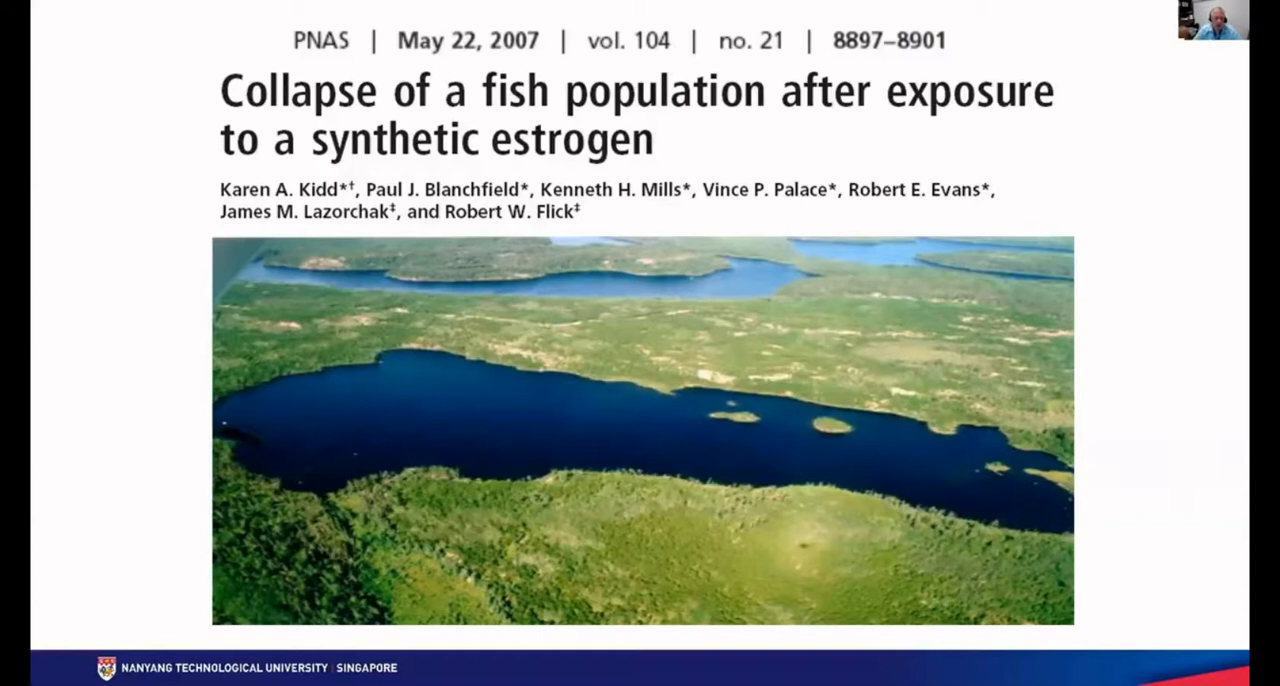 PNAS | May 22, 2007 | vol. 104 | no. 21 | 8897–8901
Collapse of a fish population after exposure
to a synthetic estrogen
Karen A. Kidd*†, Paul J. Blanchfield*, Kenneth H. Mills*, Vince P. Palace*, Robert E. Evans*,
James M. Lazorchak‡, and Robert W. Flick‡
NANYANG TECHNOLOGICAL UNIVERSITY | SINGAPORE